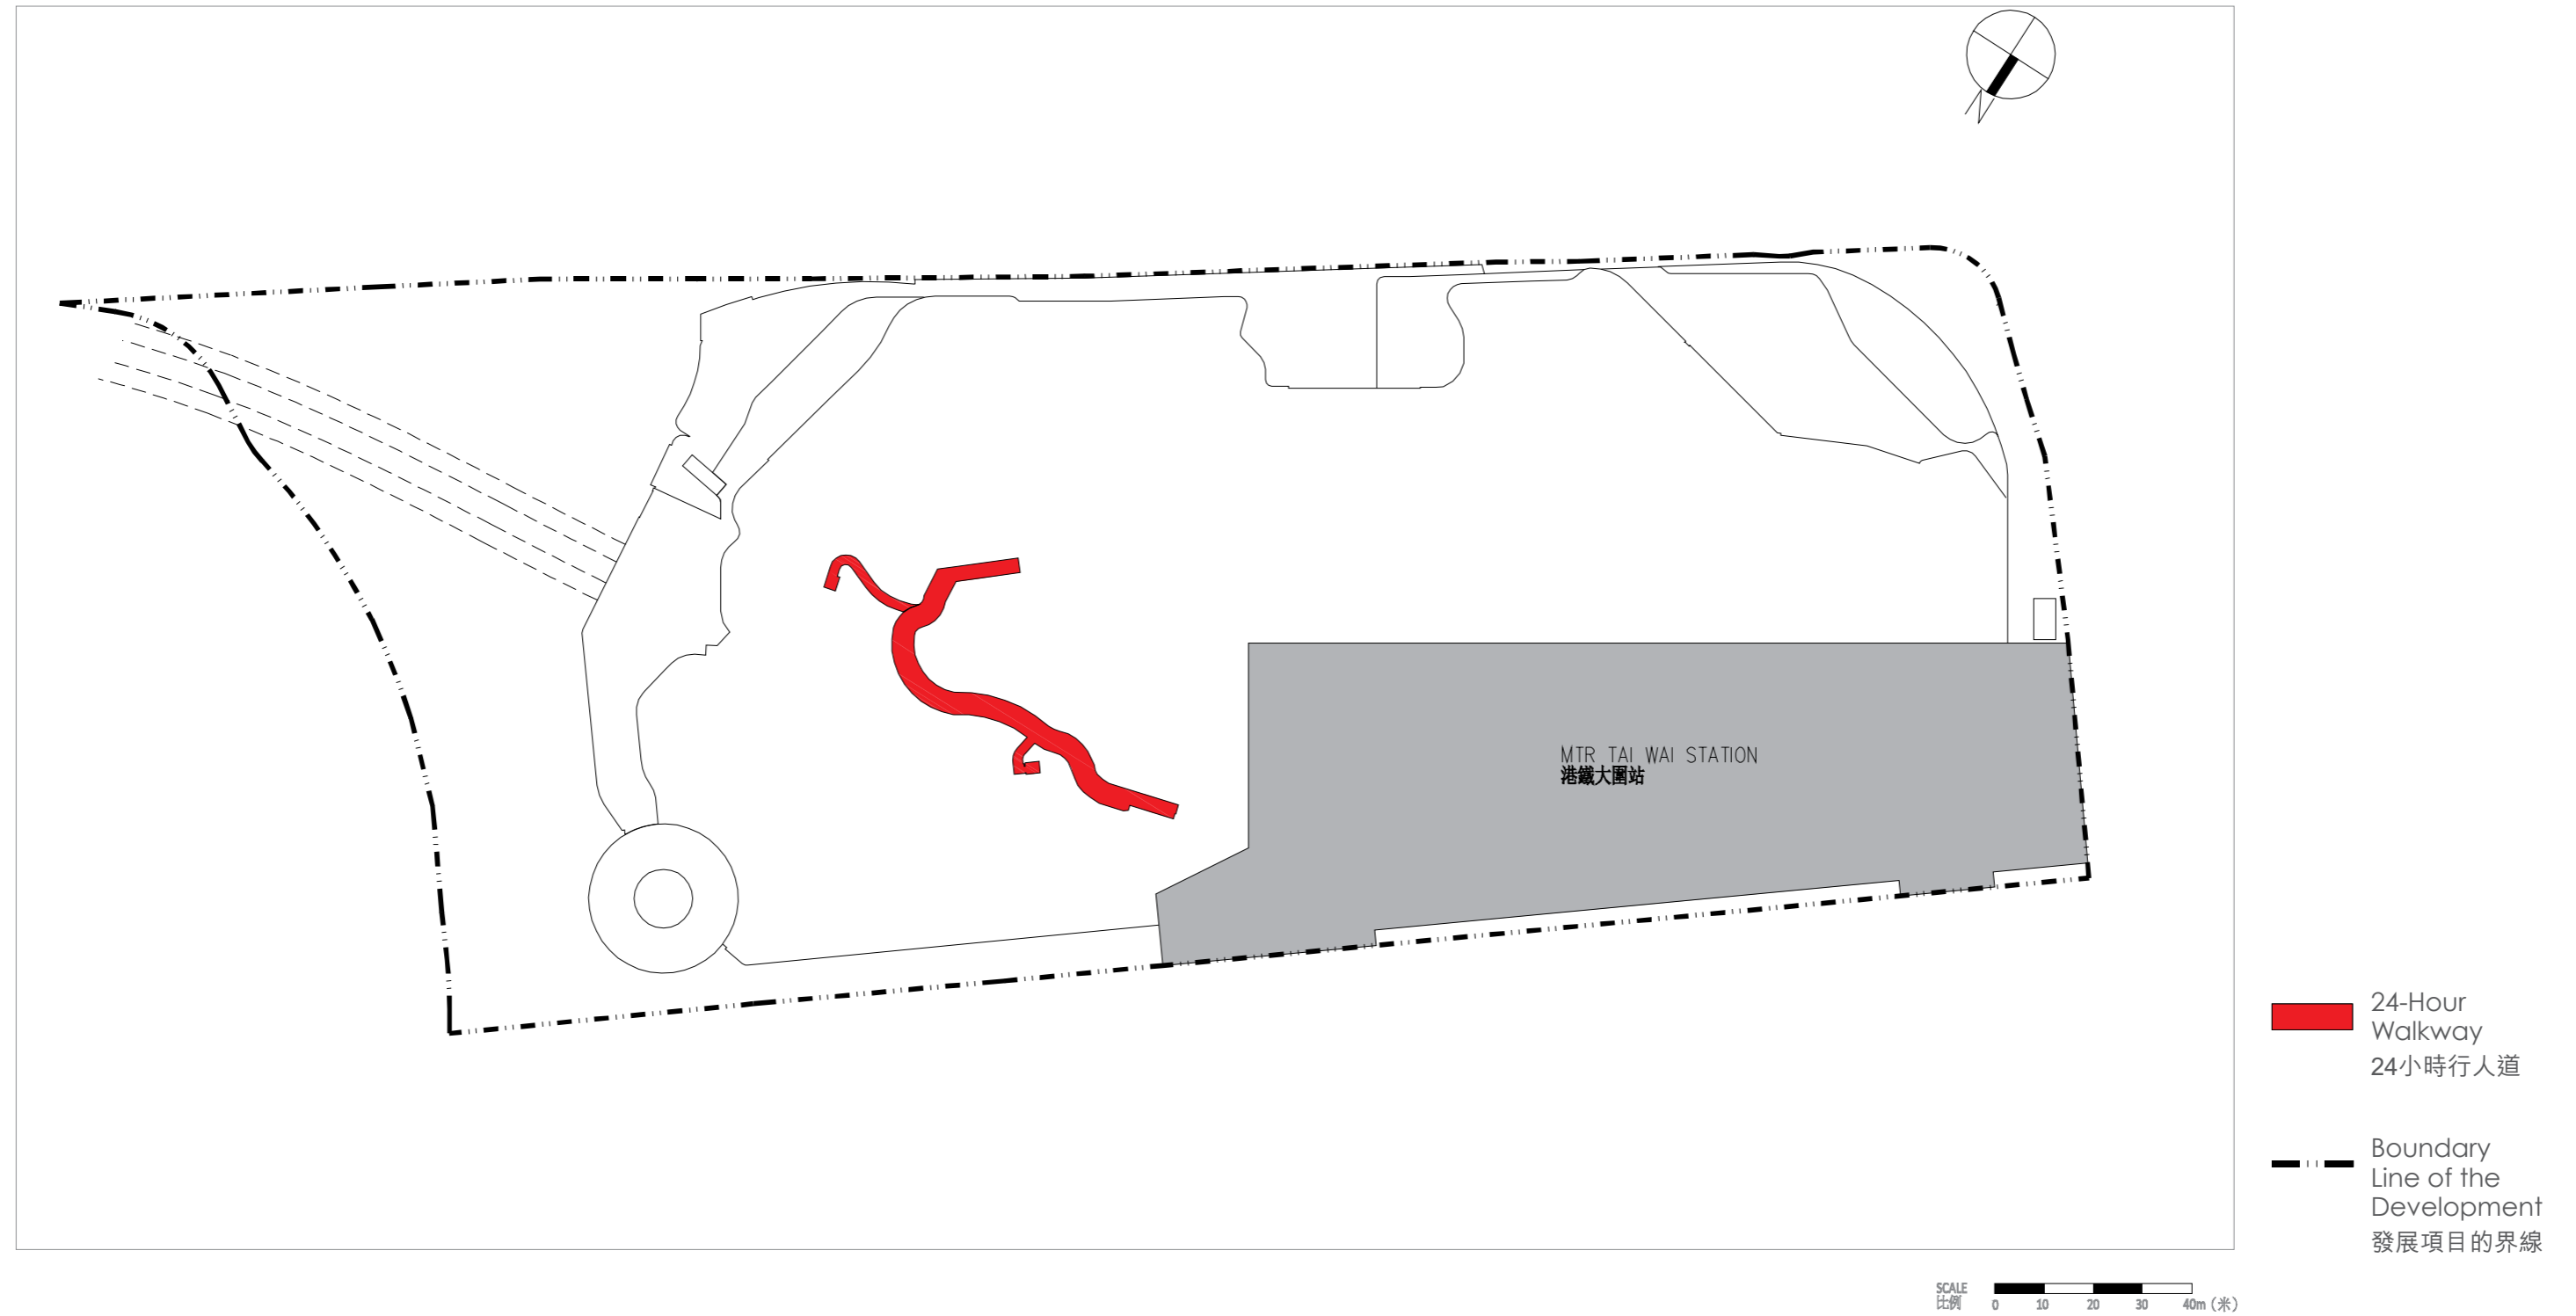 MTR TAI WAI STATION
港鐵大圍站
24-Hour
Walkway
24小時行人道
Boundary
Line of the
Development
發展項目的界線
SCALE
比例
0 10 20 30 40m（米）
N